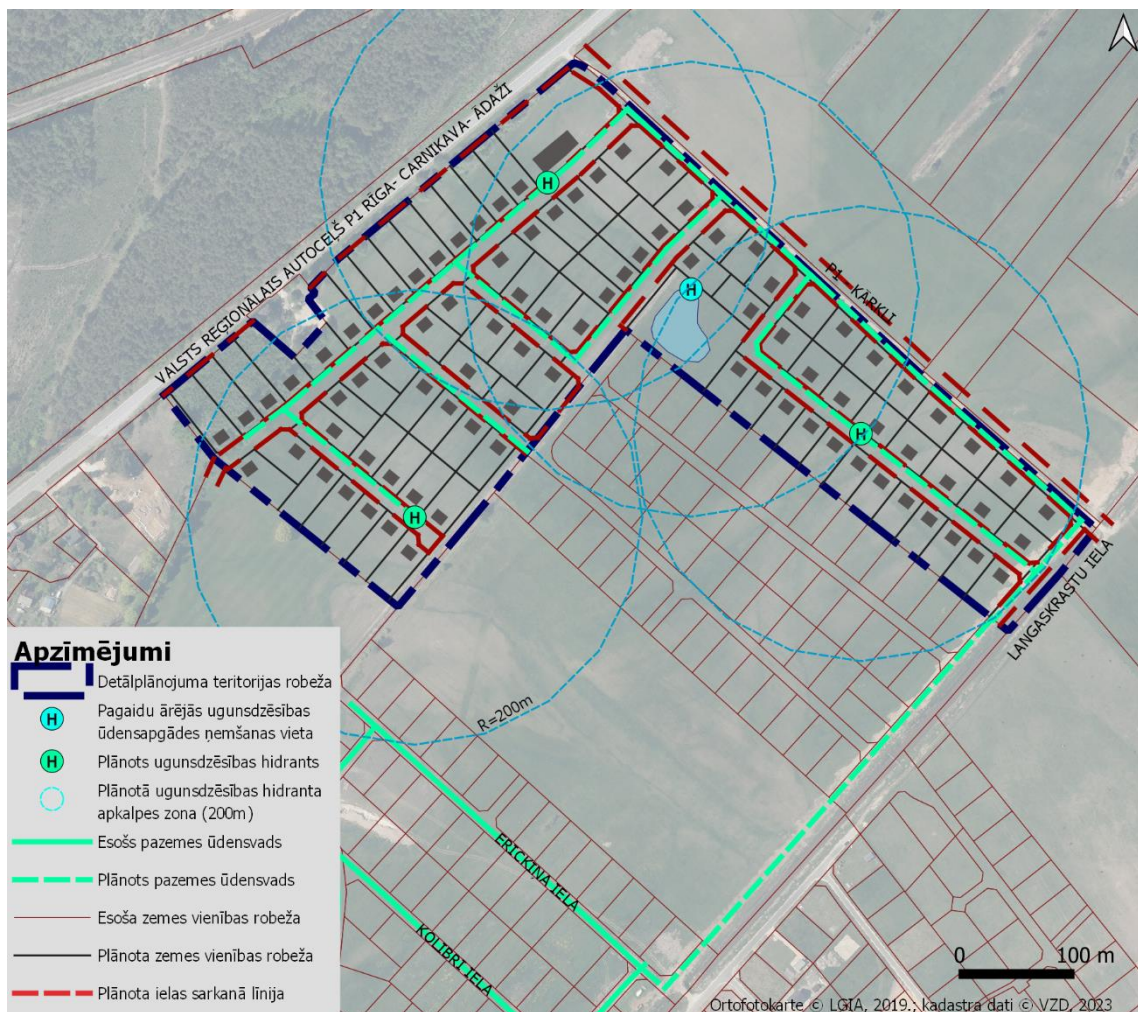 VALSTS REGIONĀLAIS AUTOCEĻŠ P1 RĪGA- CARNIKAVA- ĀDAŽI
H
P1 - KĀRKLI
H
H
H
LANGASKRASTU IELA
R=200m
ERICKIŅA IELA
KOLIBRI IELA
Apzīmējumi
Detālplānojuma teritorijas robeža
H Pagaidu ārējās ugunsdzēsības
ūdensapgādes ņemšanas vieta
H Plānots ugunsdzēsības hidrants
Plānotā ugunsdzēsības hidranta
apkalpes zona (200m)
Esošs pazemes ūdensvads
Plānots pazemes ūdensvads
Esoša zemes vienības robeža
Plānota zemes vienības robeža
Plānota ielas sarkanā līnija
0 100 m
Ortofotokarte © LĢIA, 2019.; kadastra dati © VZD, 2023